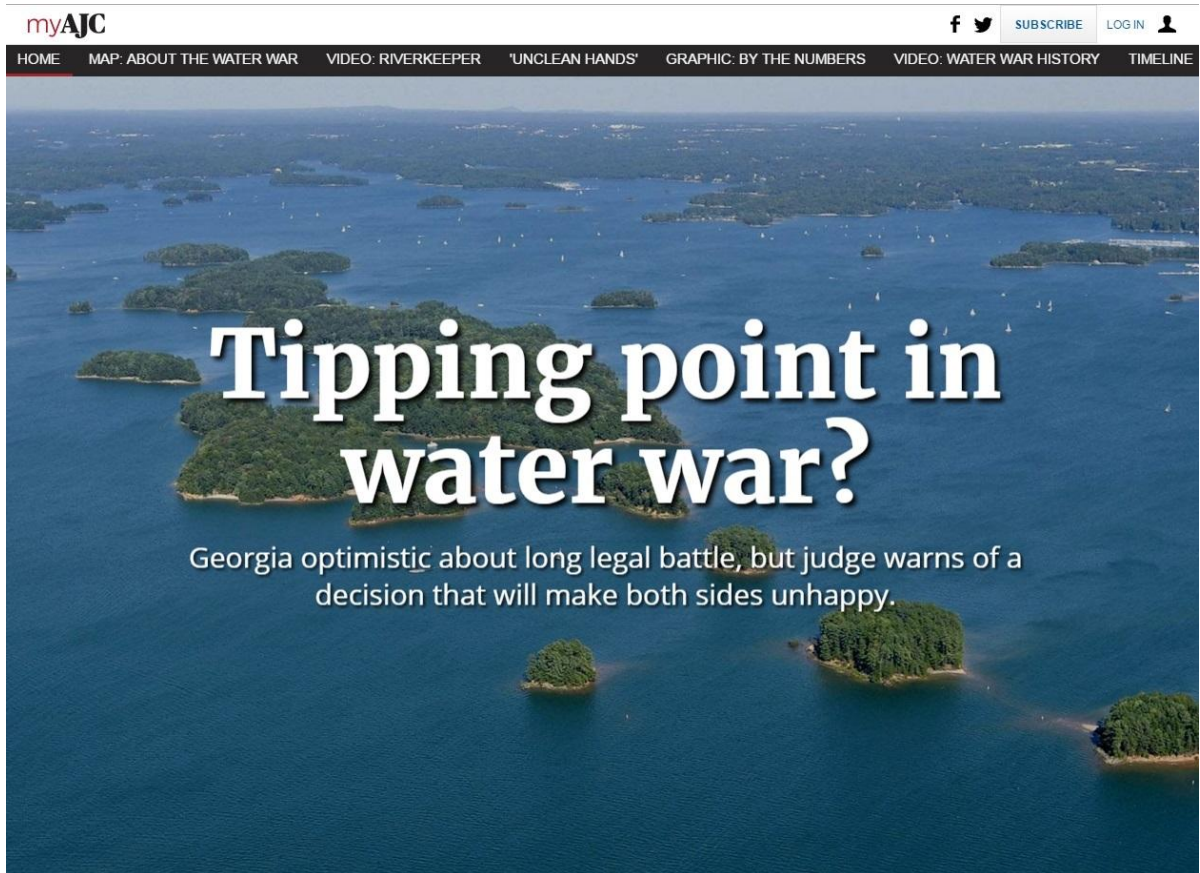 myAJC
SUBSCRIBE LOG IN
HOME MAP: ABOUT THE WATER WAR VIDEO: RIVERKEEPER 'UNCLEAN HANDS' GRAPHIC: BY THE NUMBERS VIDEO: WATER WAR HISTORY TIMELINE
Tipping point in
water war?
Georgia optimistic about long legal battle, but judge warns of a
decision that will make both sides unhappy.